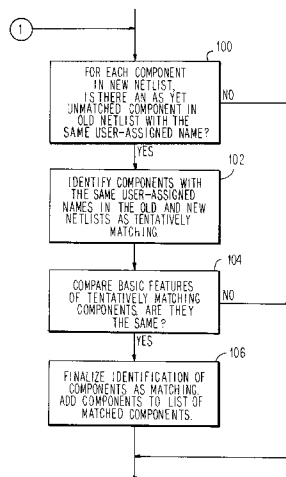 1
100
FOR EACH COMPONENT
IN NEW NETLIST,
IS THERE AN AS YET
UNMATCHED COMPONENT IN
OLD NETLIST WITH THE
SAME USER-ASSIGNED NAME?
NO
YES
102
IDENTIFY COMPONENTS WITH
THE SAME USER-ASSIGNED
NAMES IN THE OLD AND NEW
NETLISTS AS TENTATIVELY
MATCHING.
104
COMPARE BASIC FEATURES
OF TENTATIVELY MATCHING
COMPONENTS. ARE THEY
THE SAME?
NO
YES
106
FINALIZE IDENTIFICATION OF
COMPONENTS AS MATCHING.
ADD COMPONENTS TO LIST OF
MATCHED COMPONENTS.